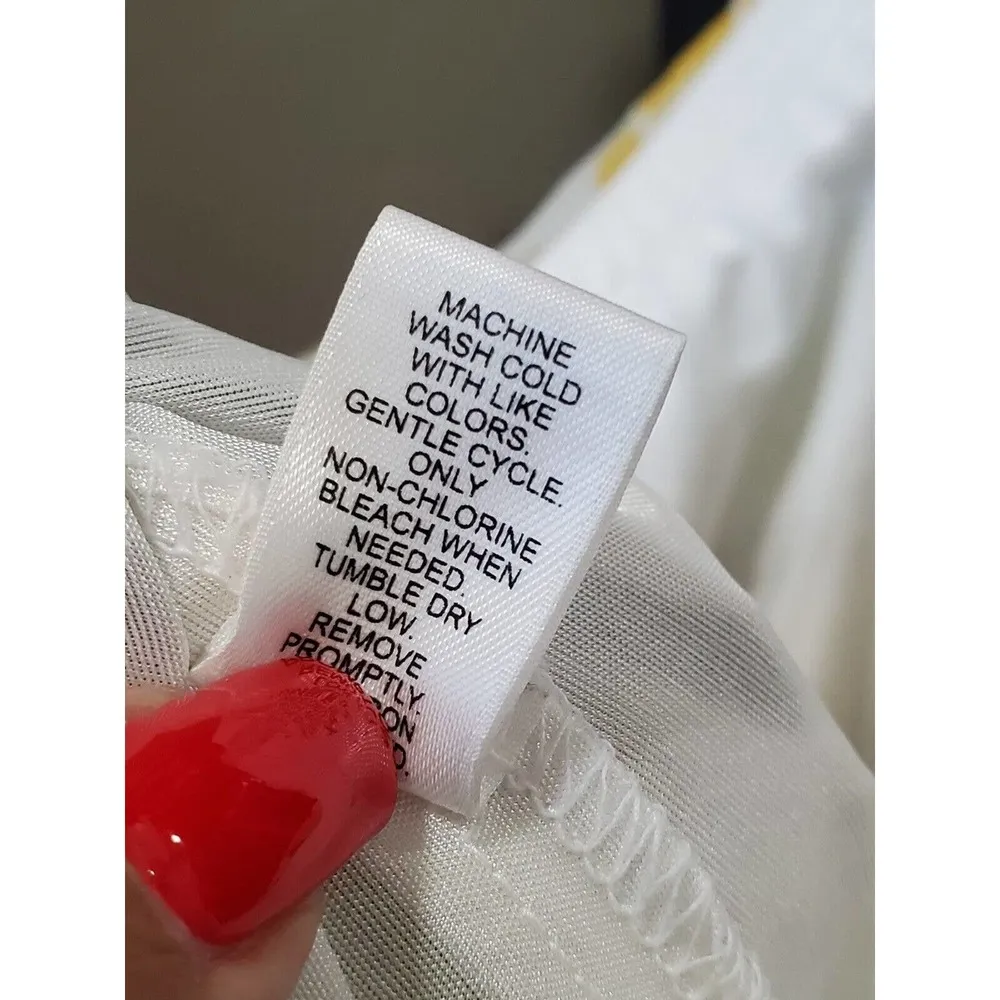 MACHINE
WASH COLD
WITH LIKE
COLORS.
GENTLE CYCLE.
ONLY
NON-CHLORINE
BLEACH WHEN
NEEDED.
TUMBLE DRY
LOW.
REMOVE
PROMPTLY.